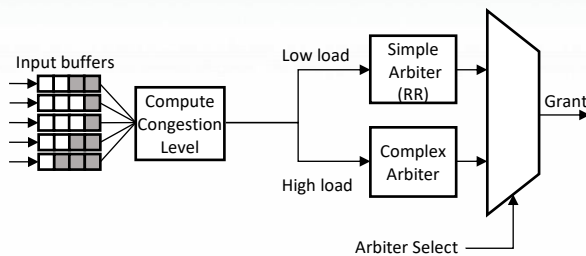 Input buffers
Compute
Congestion
Level
Low load
High load
Simple
Arbiter
(RR)
Complex
Arbiter
Grant
Arbiter Select